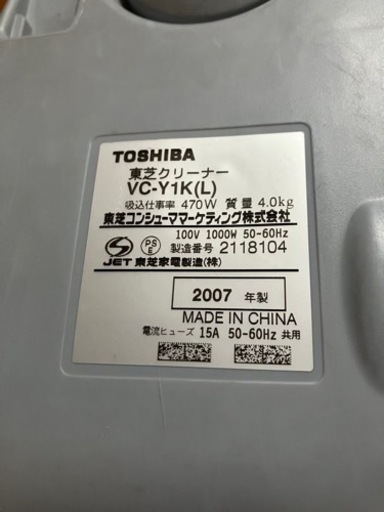 TOSHIBA
東芝クリーナー
VC-Y1K(L)
吸込仕事率 470W 質量 4.0kg
東芝コンシューママーケティング株式会社
100V 1000W 50-60Hz
PS E 製造番号 2118104
JET 東芝家電製造(株)
2007 年製
MADE IN CHINA
電流ヒューズ 15A 50-60Hz 共用